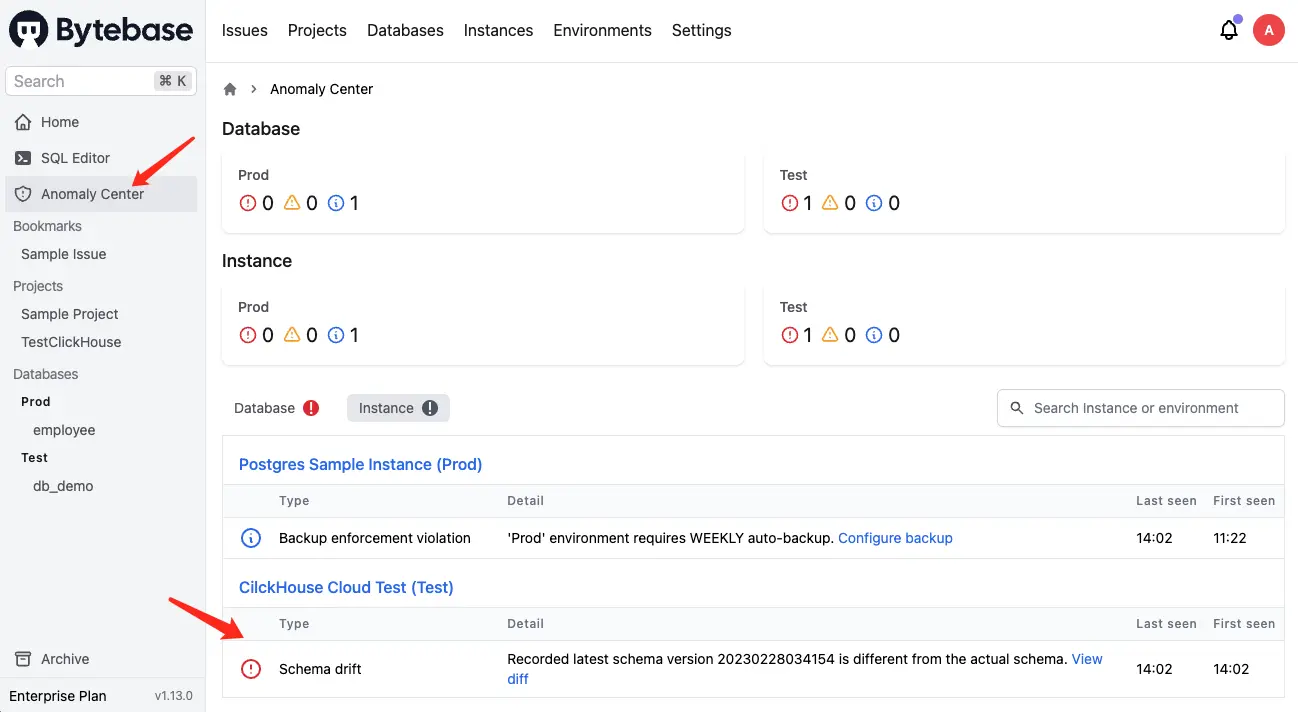 Bytebase
Issues Projects Databases Instances Environments Settings
A
Search ⌘ K
Home
SQL Editor
Anomaly Center
Bookmarks
Sample Issue
Projects
Sample Project
TestClickHouse
Databases
Prod
employee
Test
db_demo
Archive
Enterprise Plan v1.13.0
Anomaly Center
Database
Prod
0 0 1
Test
1 0 0
Instance
Prod
0 0 1
Test
1 0 0
Database Instance
Search Instance or environment
Postgres Sample Instance (Prod)
Type Detail Last seen First seen
Backup enforcement violation 'Prod' environment requires WEEKLY auto-backup. Configure backup 14:02 11:22
CilckHouse Cloud Test (Test)
Type Detail Last seen First seen
Schema drift Recorded latest schema version 20230228034154 is different from the actual schema. View
diff 14:02 14:02